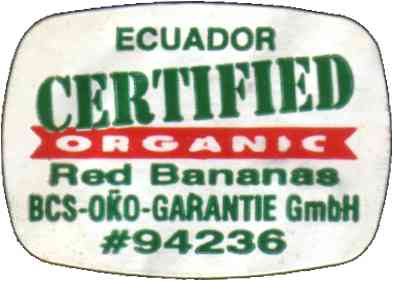 ECUADOR
CERTIFIED
ORGANIC
Red Bananas
BCS-OKO-GARANTIE GmbH
#94236